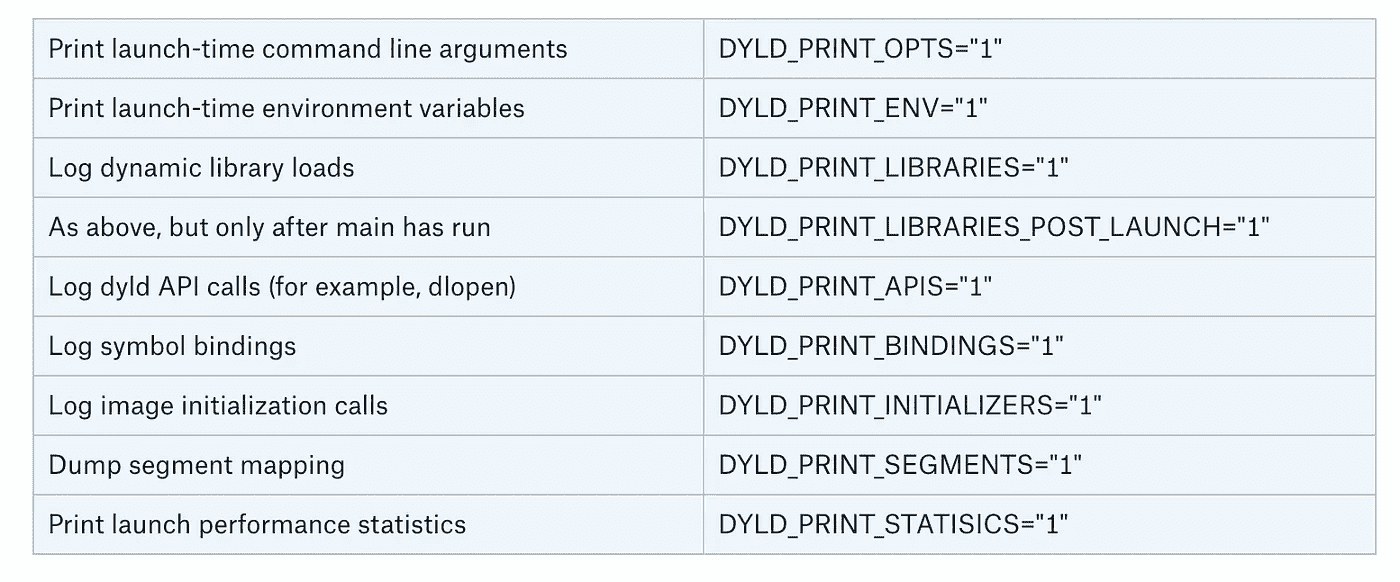 Print launch-time command line arguments DYLD_PRINT_OPTS="1"
Print launch-time environment variables DYLD_PRINT_ENV="1"
Log dynamic library loads DYLD_PRINT_LIBRARIES="1"
As above, but only after main has run DYLD_PRINT_LIBRARIES_POST_LAUNCH="1"
Log dyld API calls (for example, dlopen) DYLD_PRINT_APIS="1"
Log symbol bindings DYLD_PRINT_BINDINGS="1"
Log image initialization calls DYLD_PRINT_INITIALIZERS="1"
Dump segment mapping DYLD_PRINT_SEGMENTS="1"
Print launch performance statistics DYLD_PRINT_STATISICS="1"